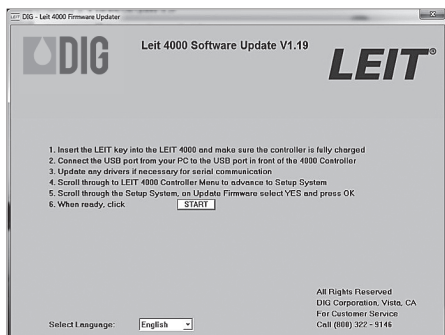 DIG - Leit 4000 Firmware Updater
DIG
Leit 4000 Software Update V1.19
LEIT®
1. Insert the LEIT key into the LEIT 4000 and make sure the controller is fully charged
2. Connect the USB port from your PC to the USB port in front of the 4000 Controller
3. Update any drivers if necessary for serial communication
4. Scroll through to LEIT 4000 Controller Menu to advance to Setup System
5. Scroll through the Setup System, on Update Firmware select YES and press OK
6. When ready, click START
All Rights Reserved
DIG Corporation, Vista, CA
For Customer Service
Call (800) 322 - 9146
Select Language: English